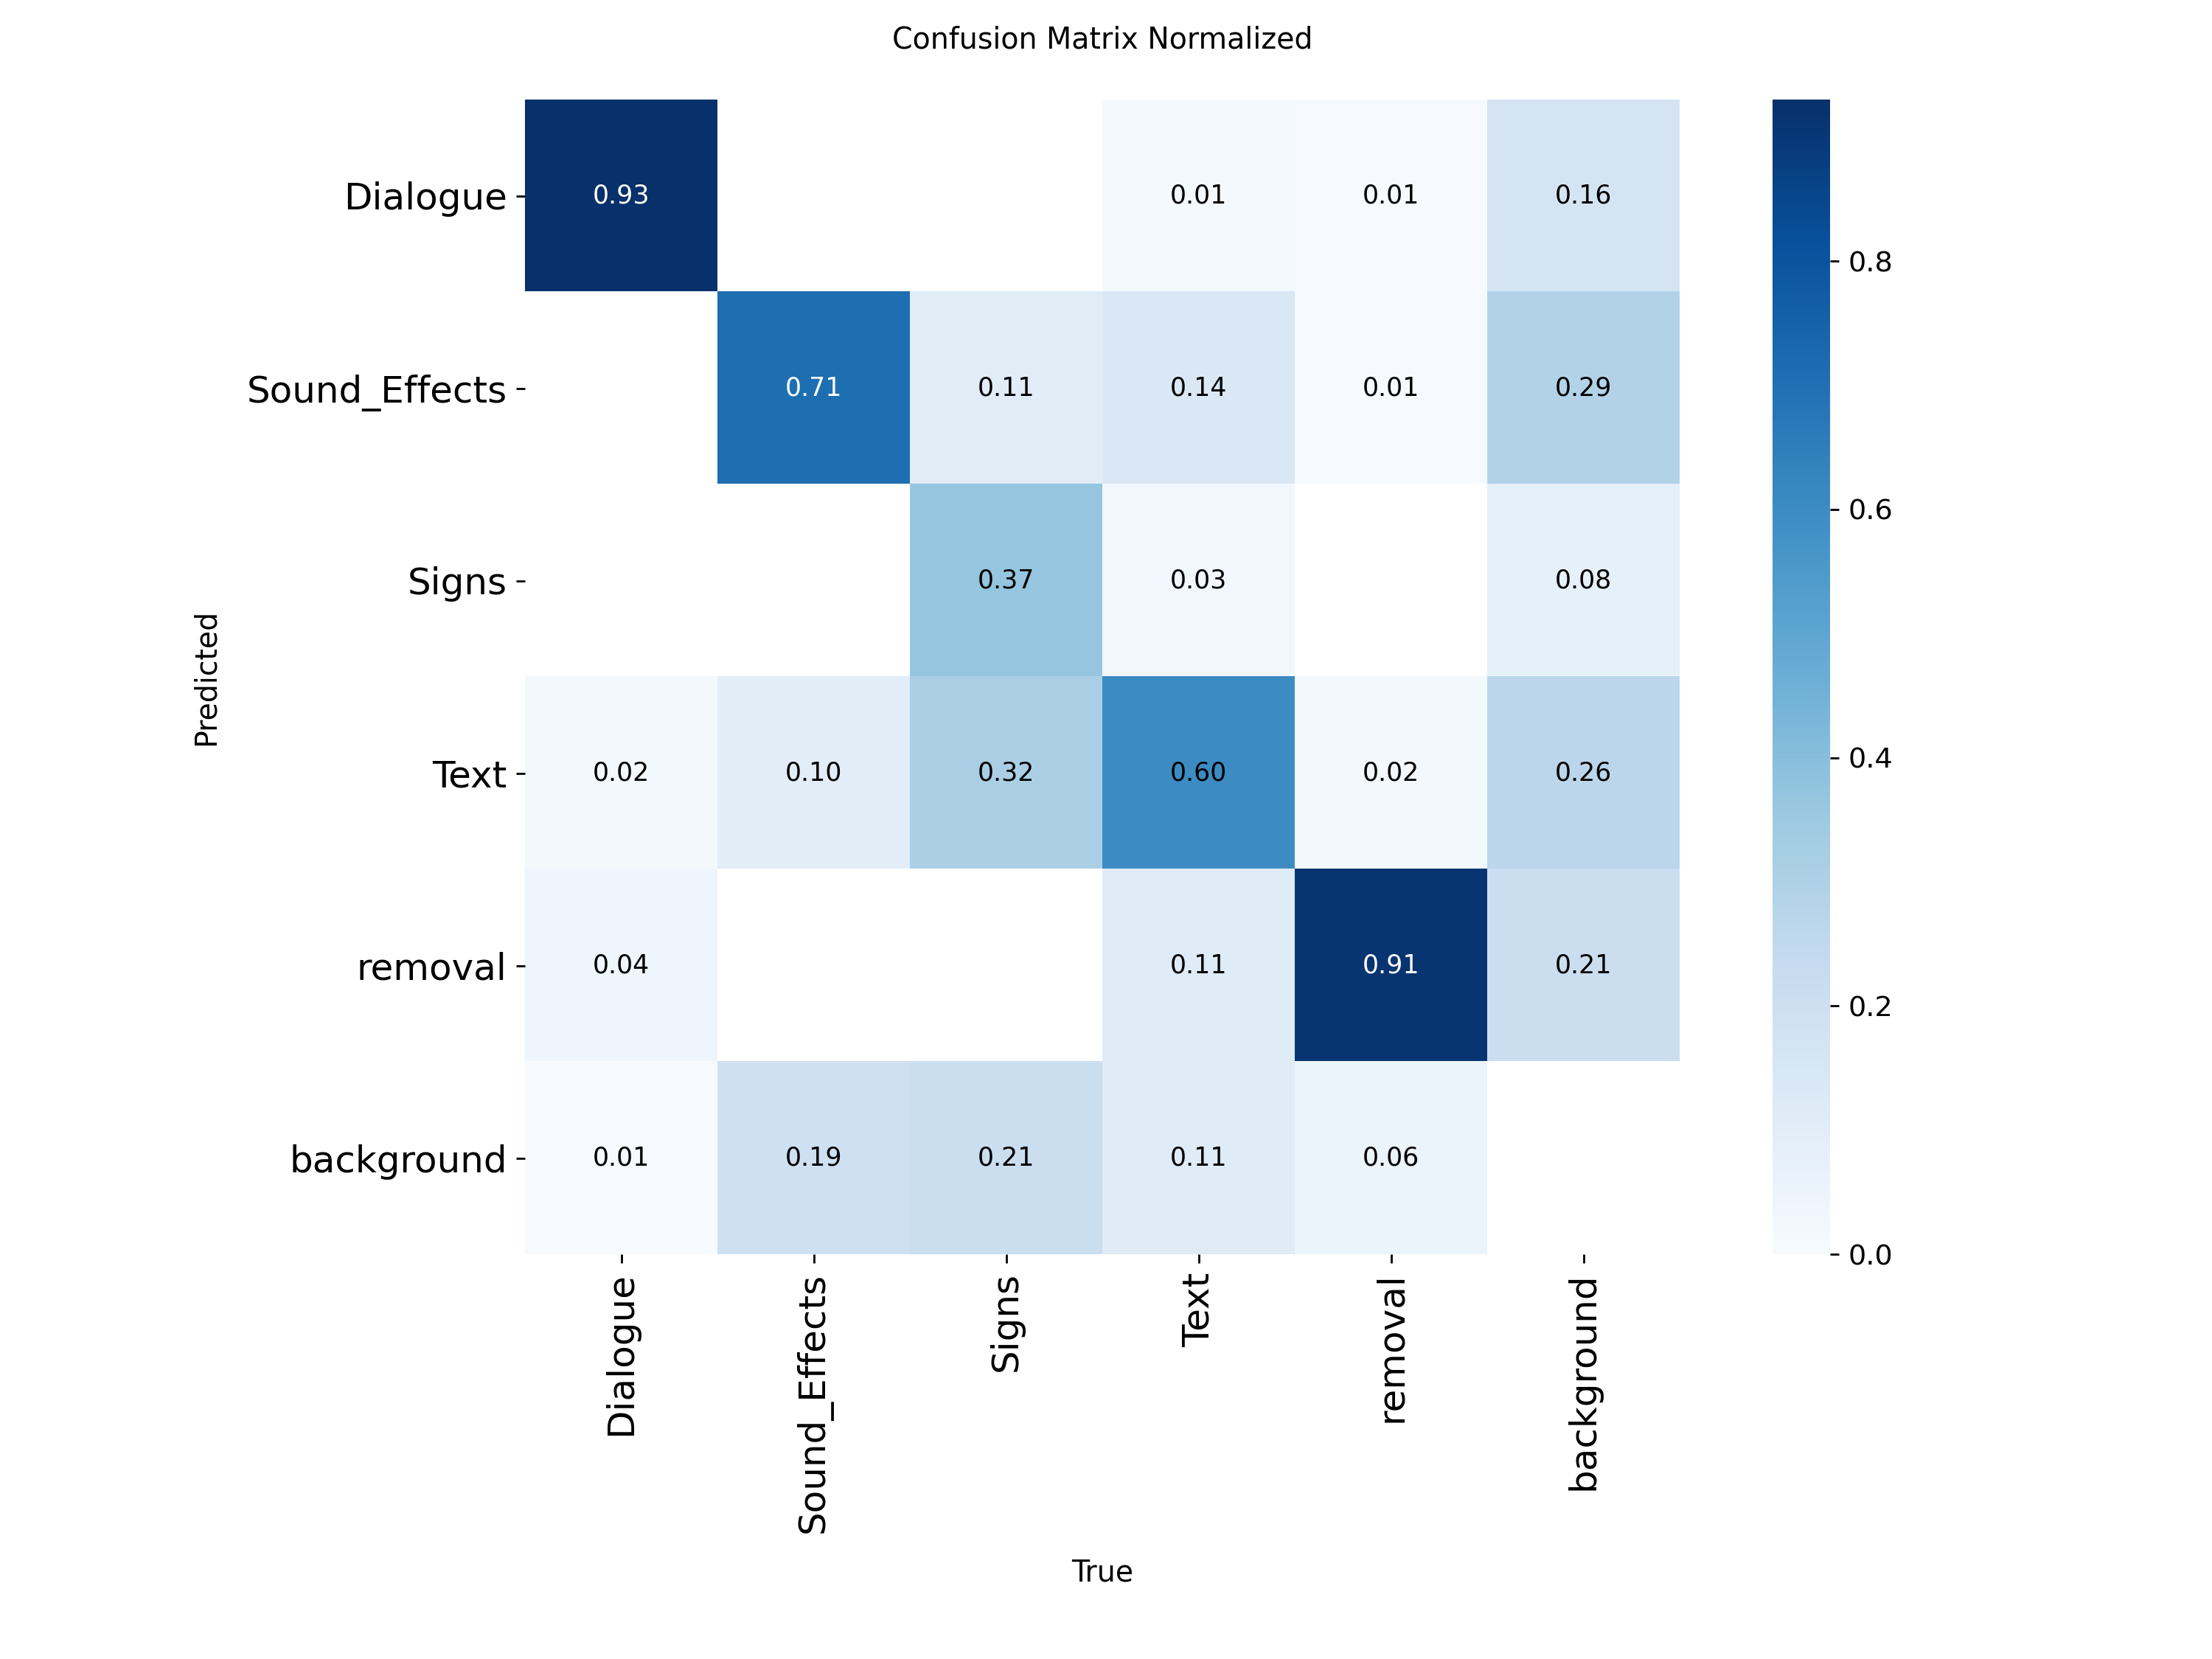 Confusion Matrix Normalized
Dialogue 0.93 0.01 0.01 0.16
Sound_Effects 0.71 0.11 0.14 0.01 0.29
Signs 0.37 0.03 0.08
Text 0.02 0.10 0.32 0.60 0.02 0.26
removal 0.04 0.11 0.91 0.21
background 0.01 0.19 0.21 0.11 0.06
Predicted
Dialogue Sound_Effects Signs Text removal background
True
0.8
0.6
0.4
0.2
0.0